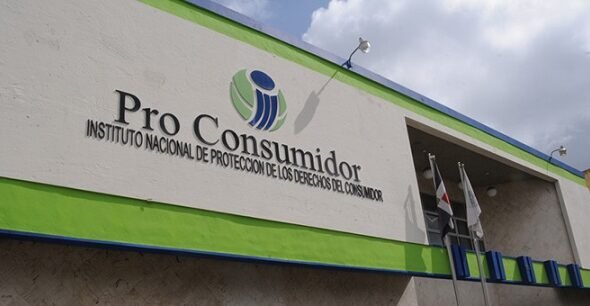 Pro Consumidor
INSTITUTO NACIONAL DE PROTECCION DE LOS DERECHOS DEL CONSUMIDOR